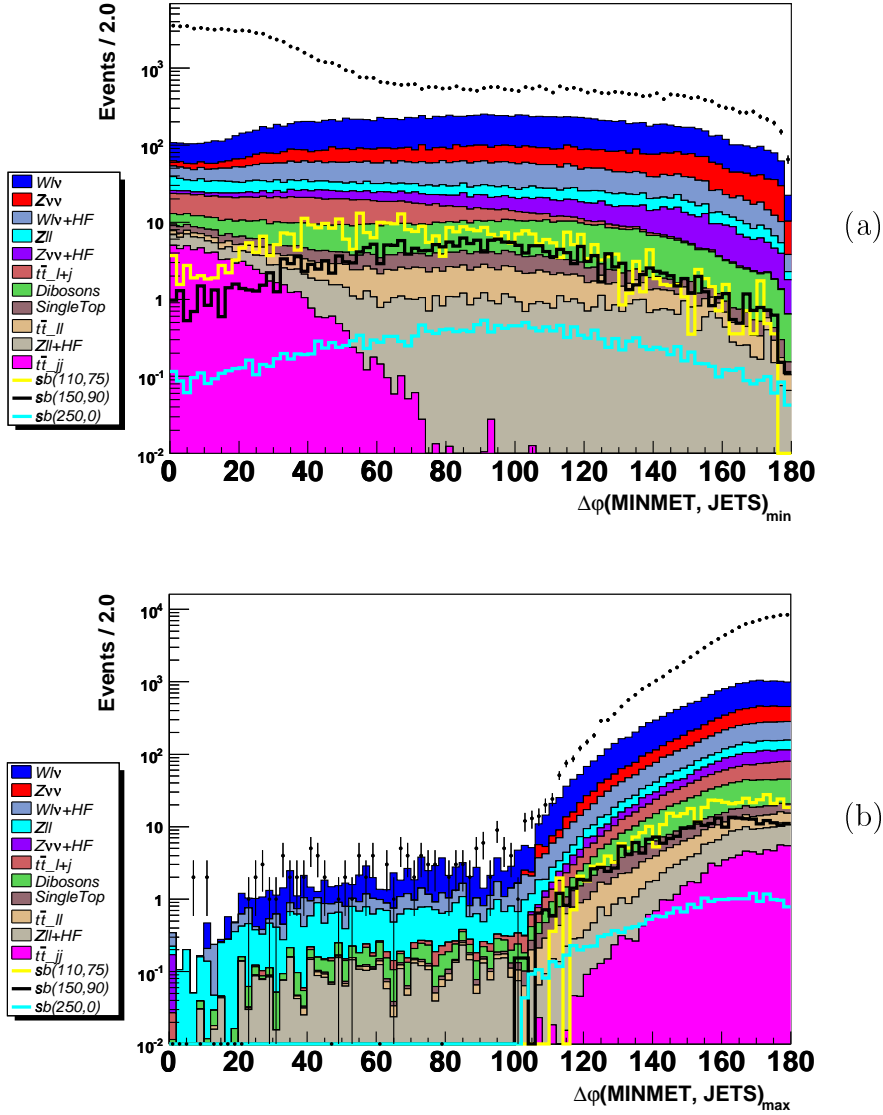 Events / 2.0
10³
10²
10
1
10⁻¹
10⁻²
0 20 40 60 80 100 120 140 160 180
Δφ(MINMET, JETS)min
Wlν
Zνν
Wlν+HF
Zll
Zνν+HF
tt̄_l+j
Dibosons
SingleTop
tt̄_ll
Zll+HF
tt̄_jj
sb(110,75)
sb(150,90)
sb(250,0)
(a)
Events / 2.0
10⁴
10³
10²
10
1
10⁻¹
10⁻²
0 20 40 60 80 100 120 140 160 180
Δφ(MINMET, JETS)max
Wlν
Zνν
Wlν+HF
Zll
Zνν+HF
tt̄_l+j
Dibosons
SingleTop
tt̄_ll
Zll+HF
tt̄_jj
sb(110,75)
sb(150,90)
sb(250,0)
(b)